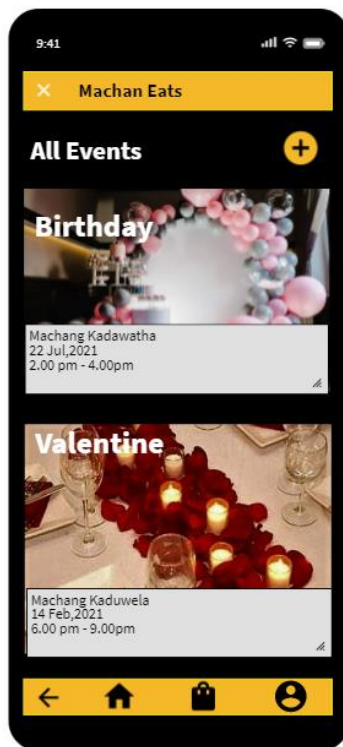 9:41
Machan Eats
All Events
Birthday
Machang Kadawatha
22 Jul,2021
2.00 pm - 4.00pm
Valentine
Machang Kaduwela
14 Feb,2021
6.00 pm - 9.00pm